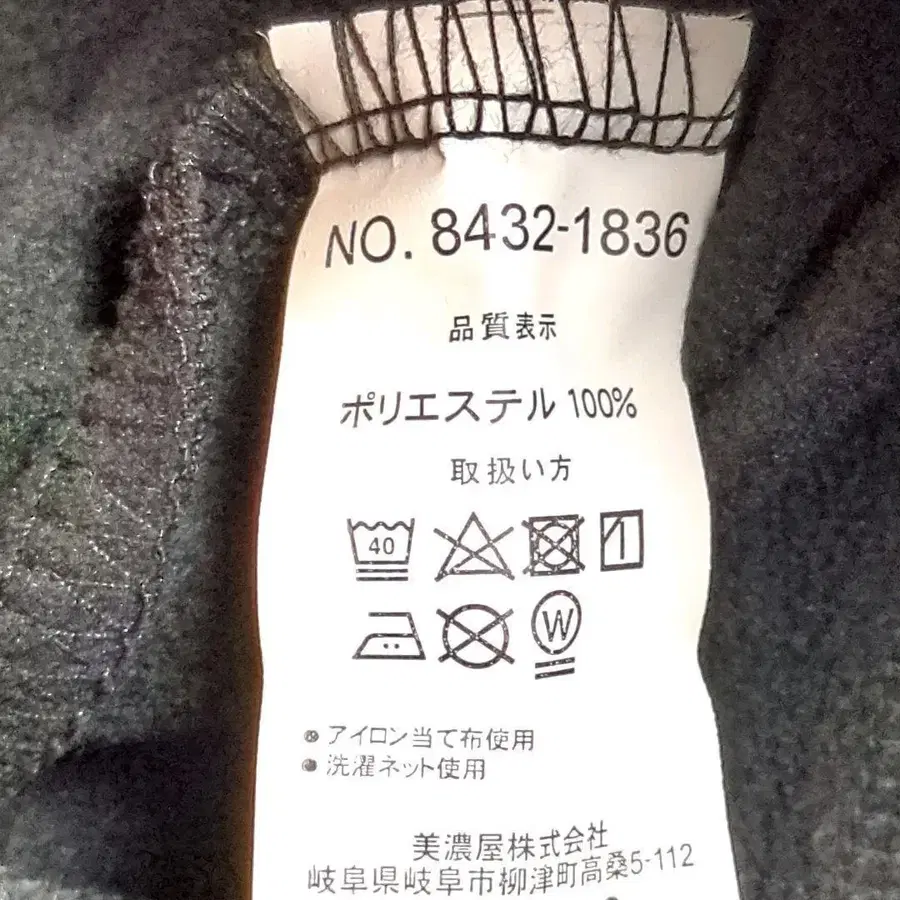 NO. 8432-1836
品質表示
ポリエステル 100%
取扱い方
40
W
● アイロン当て布使用
● 洗濯ネット使用
美濃屋株式会社
岐阜県岐阜市柳津町高桑5-112